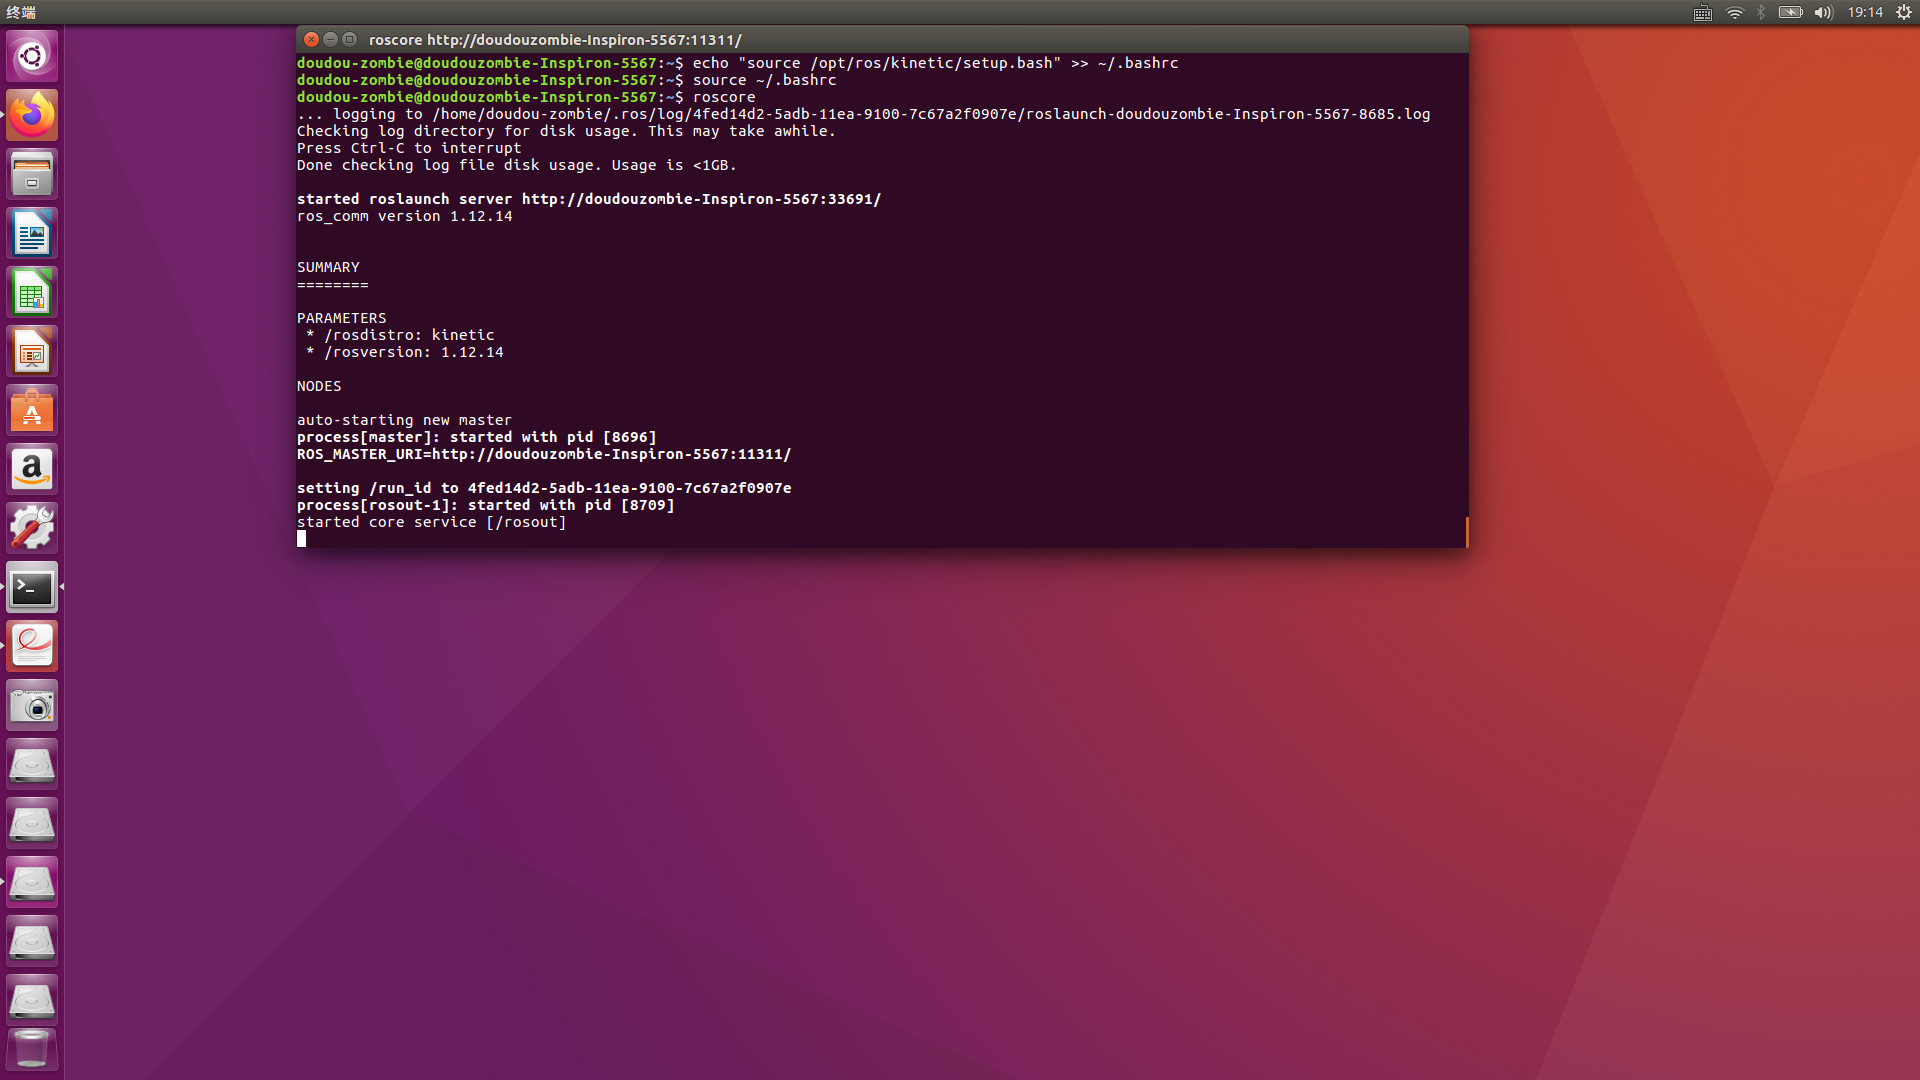 终端
19:14
roscore http://doudouzombie-Inspiron-5567:11311/
doudou-zombie@doudouzombie-Inspiron-5567:~$ echo "source /opt/ros/kinetic/setup.bash" >> ~/.bashrc
doudou-zombie@doudouzombie-Inspiron-5567:~$ source ~/.bashrc
doudou-zombie@doudouzombie-Inspiron-5567:~$ roscore
... logging to /home/doudou-zombie/.ros/log/4fed14d2-5adb-11ea-9100-7c67a2f0907e/roslaunch-doudouzombie-Inspiron-5567-8685.log
Checking log directory for disk usage. This may take awhile.
Press Ctrl-C to interrupt
Done checking log file disk usage. Usage is <1GB.
started roslaunch server http://doudouzombie-Inspiron-5567:33691/
ros_comm version 1.12.14
SUMMARY
========
PARAMETERS
 * /rosdistro: kinetic
 * /rosversion: 1.12.14
NODES
auto-starting new master
process[master]: started with pid [8696]
ROS_MASTER_URI=http://doudouzombie-Inspiron-5567:11311/
setting /run_id to 4fed14d2-5adb-11ea-9100-7c67a2f0907e
process[rosout-1]: started with pid [8709]
started core service [/rosout]